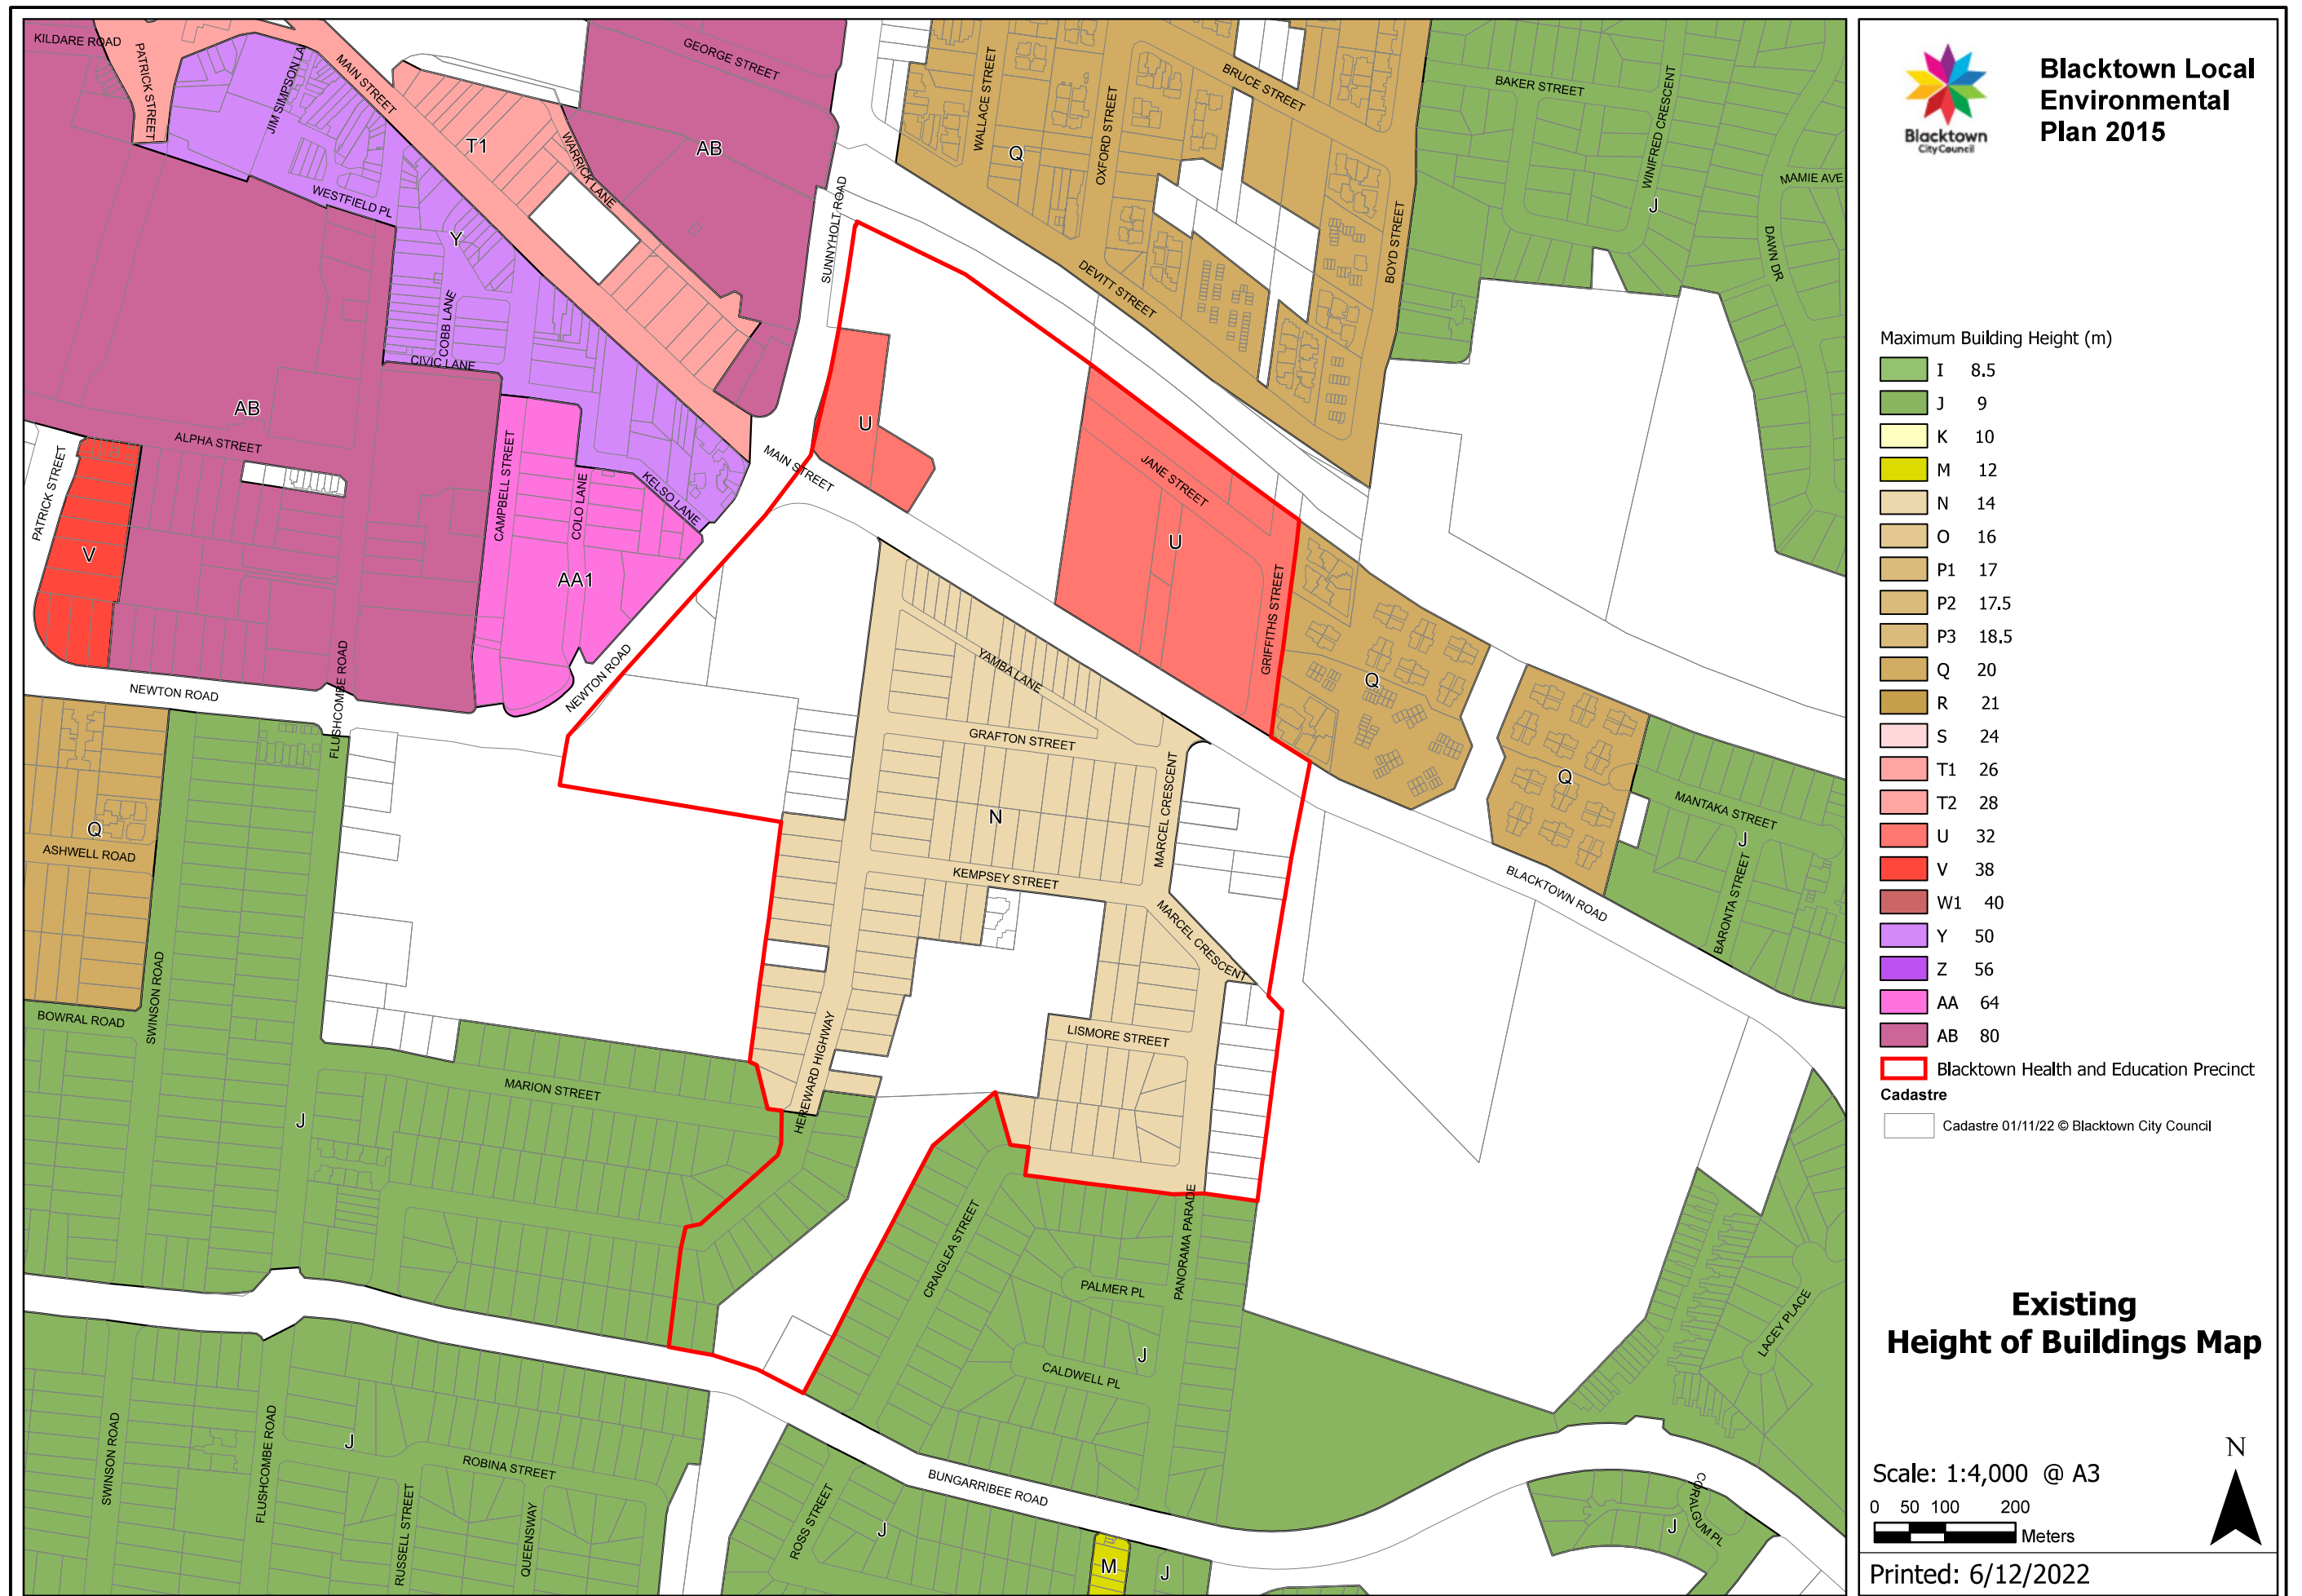 KILDARE ROAD
PATRICK STREET
JIM SIMPSON LA
MAIN STREET
GEORGE STREET
T1
WARRICK LANE
AB
WESTFIELD PL
Y
SUNNYHOLT ROAD
COBB LANE
CIVIC LANE
AB
ALPHA STREET
PATRICK STREET
V
CAMPBELL STREET
COLO LANE
KELSO LANE
AA1
NEWTON ROAD
NEWTON ROAD
FLUSHCOMBE ROAD
WALLACE STREET
Q
OXFORD STREET
BRUCE STREET
DEVITT STREET
BOYD STREET
BAKER STREET
WINIFRED CRESCENT
J
MAMIE AVE
DAWN DR
U
MAIN STREET
JANE STREET
U
GRIFFITHS STREET
Q
Q
YAMBA LANE
GRAFTON STREET
MARCEL CRESCENT
N
KEMPSEY STREET
MARCEL CRESCENT
LISMORE STREET
HEREWARD HIGHWAY
BLACKTOWN ROAD
MANTAKA STREET
J
BARONTA STREET
Q
ASHWELL ROAD
SWINSON ROAD
BOWRAL ROAD
MARION STREET
J
CRAIGLEA STREET
PANORAMA PARADE
PALMER PL
J
CALDWELL PL
LACEY PLACE
SWINSON ROAD
FLUSHCOMBE ROAD
J
ROBINA STREET
RUSSELL STREET
QUEENSWAY
ROSS STREET
J
BUNGARRIBEE ROAD
M
J
CORALGUM PL
J
Blacktown
City Council
Blacktown Local
Environmental
Plan 2015
Maximum Building Height (m)
I 8.5
J 9
K 10
M 12
N 14
O 16
P1 17
P2 17.5
P3 18.5
Q 20
R 21
S 24
T1 26
T2 28
U 32
V 38
W1 40
Y 50
Z 56
AA 64
AB 80
Blacktown Health and Education Precinct
Cadastre
Cadastre 01/11/22 © Blacktown City Council
Existing
Height of Buildings Map
N
Scale: 1:4,000 @ A3
0 50 100 200
Meters
Printed: 6/12/2022